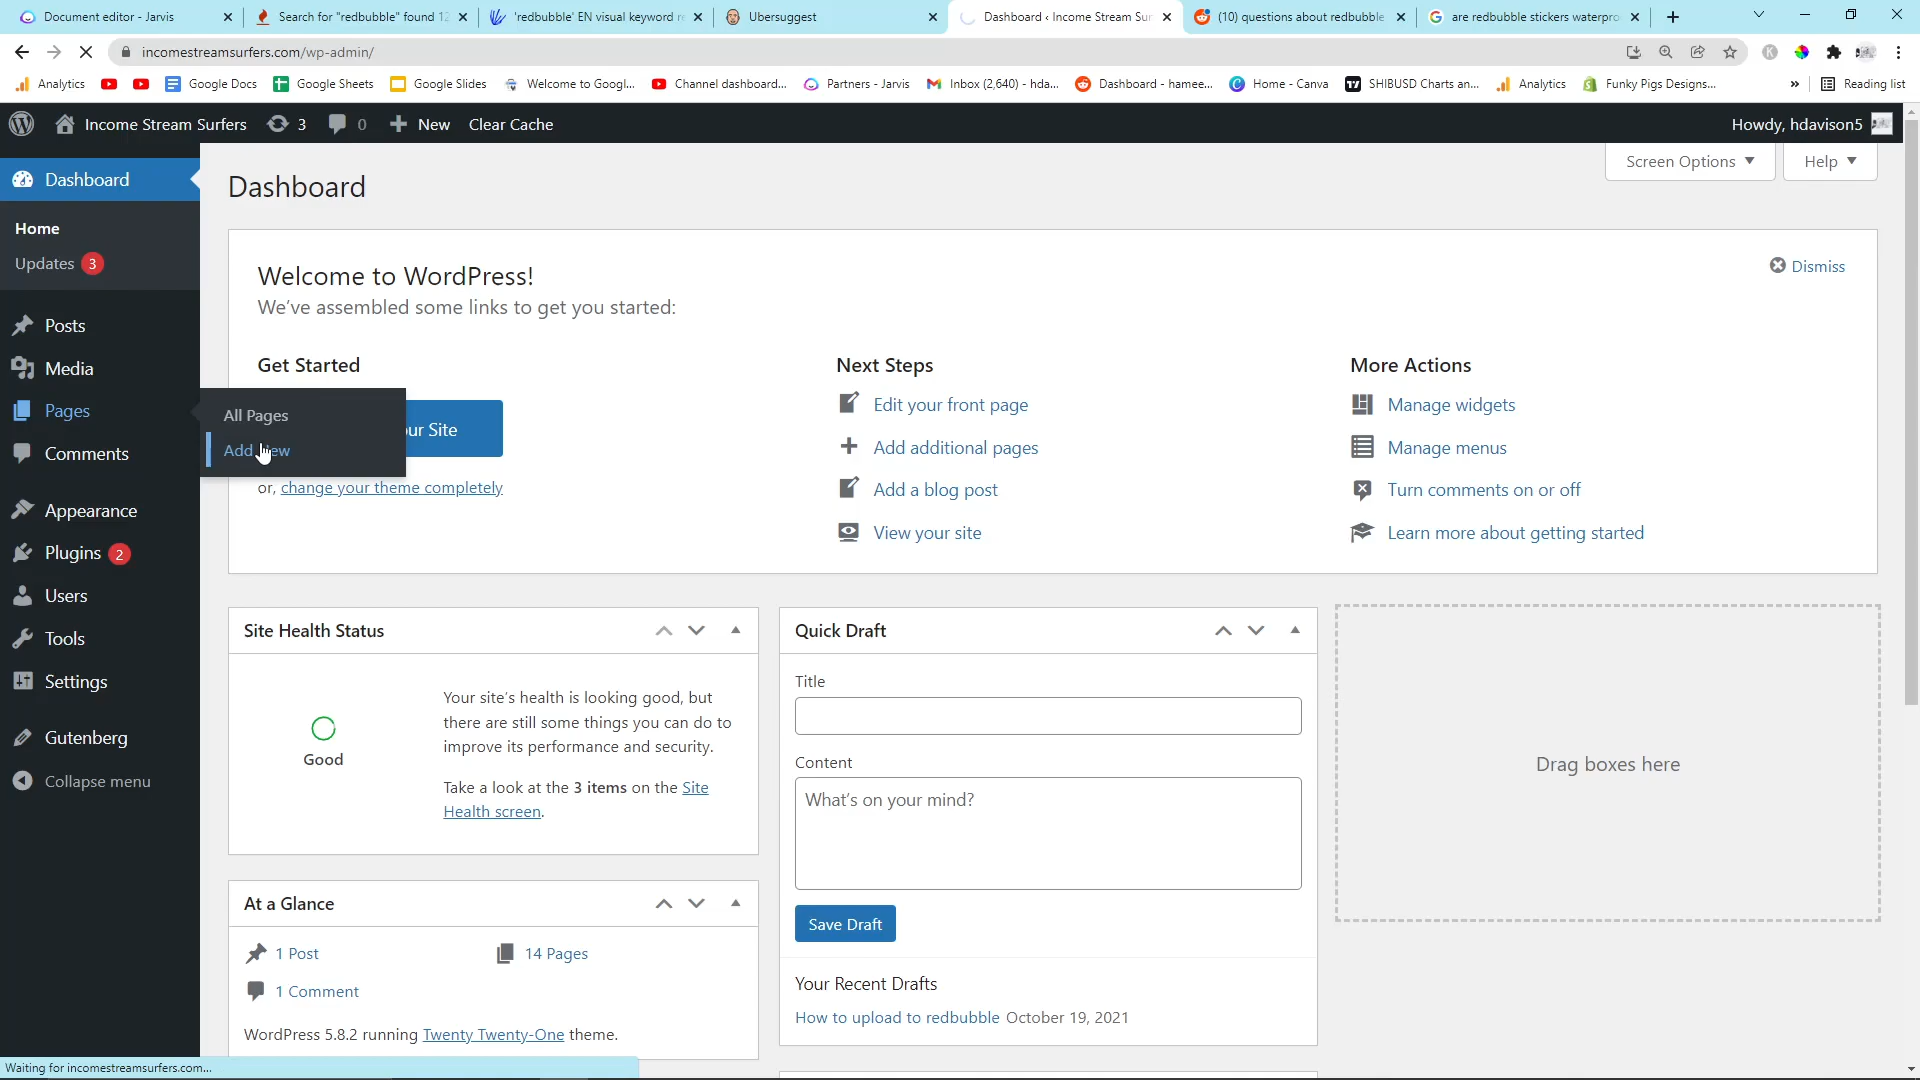 Document editor - Jarvis
Search for "redbubble" found 12
'redbubble' EN visual keyword re
Ubersuggest
Dashboard ‹ Income Stream Sur
(10) questions about redbubble
are redbubble stickers waterpro
incomestreamsurfers.com/wp-admin/
Analytics
Google Docs
Google Sheets
Google Slides
Welcome to Googl...
Channel dashboard...
Partners - Jarvis
Inbox (2,640) - hda...
Dashboard - hamee...
Home - Canva
SHIBUSD Charts an...
Analytics
Funky Pigs Designs...
»
Reading list
Income Stream Surfers
3
0
New
Clear Cache
Howdy, hdavison5
Dashboard
Home
Updates 3
Posts
Media
Pages
Comments
Appearance
Plugins 2
Users
Tools
Settings
Gutenberg
Collapse menu
All Pages
Screen Options
Help
Dashboard
Welcome to WordPress!
Dismiss
We've assembled some links to get you started:
Get Started
our Site
or, change your theme completely
Next Steps
Edit your front page
Add additional pages
Add a blog post
View your site
More Actions
Manage widgets
Manage menus
Turn comments on or off
Learn more about getting started
Site Health Status
Good
Your site's health is looking good, but
there are still some things you can do to
improve its performance and security.
Take a look at the 3 items on the Site
Health screen.
At a Glance
1 Post
14 Pages
1 Comment
WordPress 5.8.2 running Twenty Twenty-One theme.
Quick Draft
Title
Content
What's on your mind?
Save Draft
Your Recent Drafts
How to upload to redbubble October 19, 2021
Drag boxes here
Waiting for incomestreamsurfers.com...